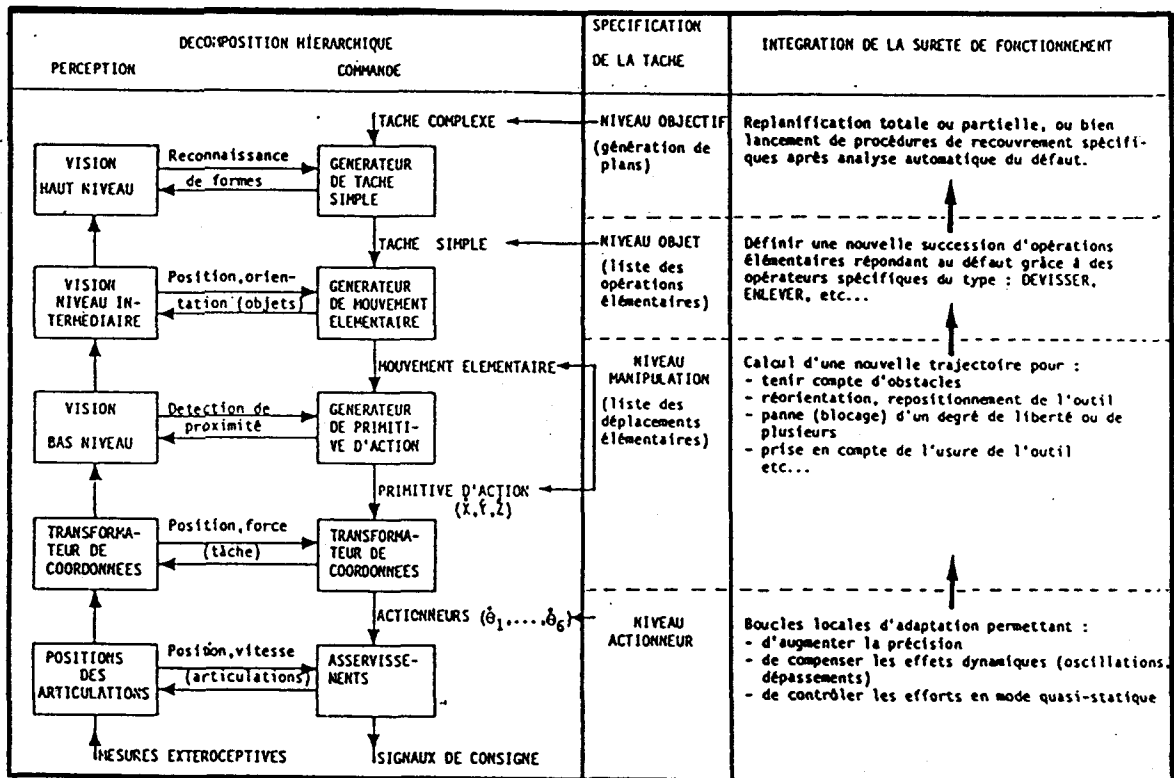 DECOMPOSITION HIERARCHIQUE
PERCEPTION
COMMANDE
SPECIFICATION
DE LA TACHE
INTEGRATION DE LA SURETE DE FONCTIONNEMENT
TACHE COMPLEXE
VISION
HAUT NIVEAU
Reconnaissance
de formes
GENERATEUR
DE TACHE
SIMPLE
NIVEAU OBJECTIF
(génération de
plans)
Replanification totale ou partielle, ou bien
lancement de procédures de recouvrement spécifi-
ques après analyse automatique du défaut.
TACHE SIMPLE
VISION
NIVEAU IN-
TERMEDIAIRE
Position,orien-
tation (objets)
GENERATEUR
DE MOUVEMENT
ELEMENTAIRE
NIVEAU OBJET
(liste des
opérations
élémentaires)
Définir une nouvelle succession d'opérations
élémentaires répondant au défaut grâce à des
opérateurs spécifiques du type : DEVISSER,
ENLEVER, etc...
MOUVEMENT ELEMENTAIRE
VISION
BAS NIVEAU
Detection de
proximité
GENERATEUR
DE PRIMITI-
VE D'ACTION
NIVEAU
MANIPULATION
(liste des
déplacements
élémentaires)
Calcul d'une nouvelle trajectoire pour :
- tenir compte d'obstacles
- réorientation, repositionnement de l'outil
- panne (blocage) d'un degré de liberté ou de
plusieurs
- prise en compte de l'usure de l'outil
etc...
PRIMITIVE D'ACTION
(Ẋ,Ẏ,Ż)
TRANSFORMA-
TEUR DE
COORDONNEES
Position,force
(tâche)
TRANSFORMA-
TEUR DE
COORDONNEES
ACTIONNEURS (θ̇₁,....,θ̇₆)
POSITIONS
DES
ARTICULATIONS
Position,vitesse
(articulations)
ASSERVISSE-
MENTS
NIVEAU
ACTIONNEUR
Boucles locales d'adaptation permettant :
- d'augmenter la précision
- de compenser les effets dynamiques (oscillations,
dépassements)
- de contrôler les efforts en mode quasi-statique
MESURES EXTEROCEPTIVES
SIGNAUX DE CONSIGNE